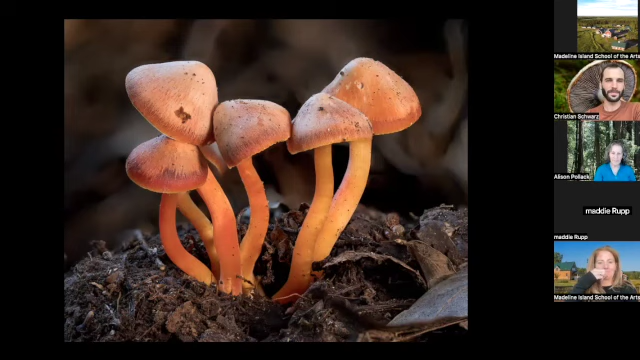 Madeline Island School of the Arts
Christian Schwarz
Alison Pollack
maddie Rupp
maddie Rupp
Madeline Island School of the Arts